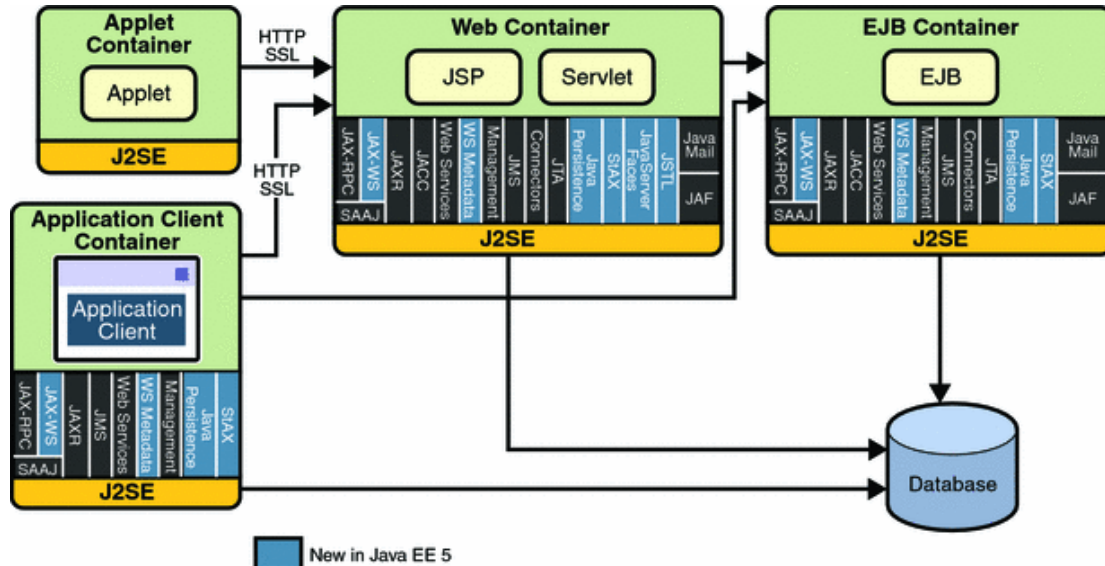 Applet
Container
Applet
J2SE
HTTP
SSL
Web Container
JSP
Servlet
JAX-RPC
JAX-WS
SAAJ
JAXR
JACC
Web Services
WS Metadata
Management
JMS
Connectors
JTA
Java
Persistence
StAX
JavaServer
Faces
JSTL
Java
Mail
JAF
J2SE
EJB Container
EJB
JAX-RPC
JAX-WS
SAAJ
JAXR
JACC
Web Services
WS Metadata
Management
JMS
Connectors
JTA
Java
Persistence
StAX
Java
Mail
JAF
J2SE
HTTP
SSL
Application Client
Container
Application
Client
JAX-RPC
JAX-WS
SAAJ
JAXR
JMS
Web Services
WS Metadata
Management
Java
Persistence
StAX
J2SE
Database
New in Java EE 5